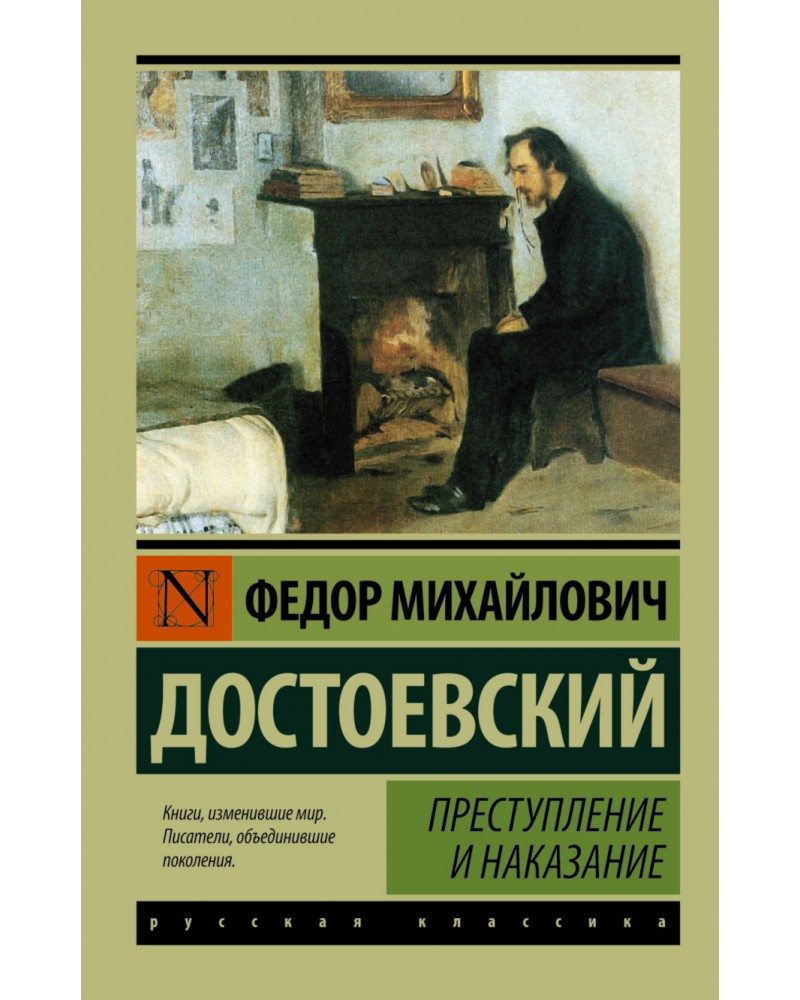 N
ФЕДОР МИХАЙЛОВИЧ
ДОСТОЕВСКИЙ
Книги, изменившие мир.
Писатели, объединившие
поколения.
ПРЕСТУПЛЕНИЕ
И НАКАЗАНИЕ
русская классика